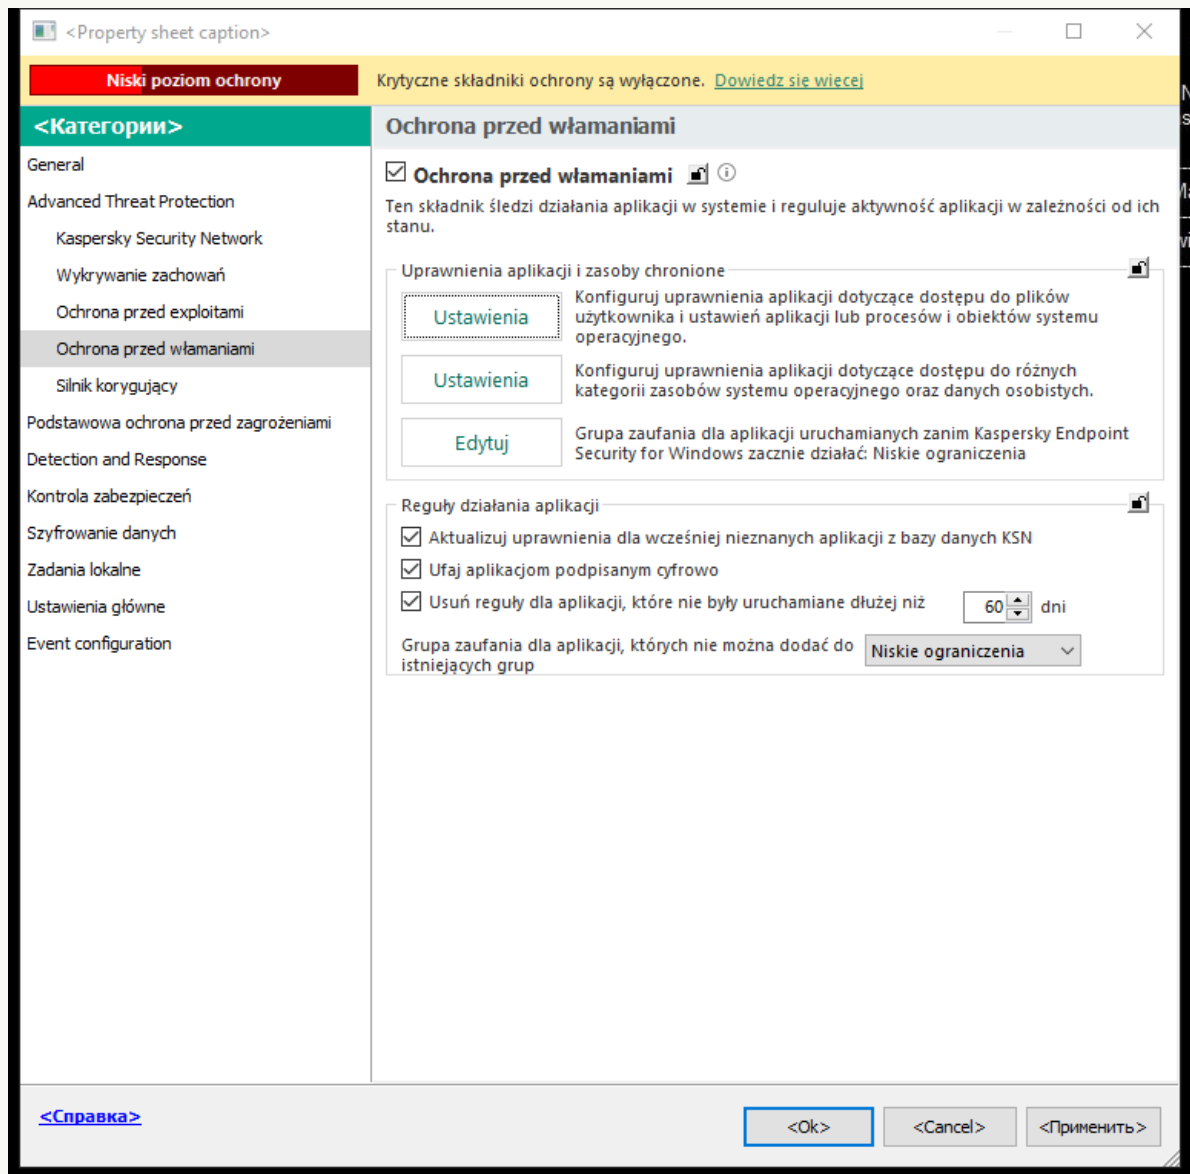 <Property sheet caption>
Niski poziom ochrony
Krytyczne składniki ochrony są wyłączone. Dowiedz się więcej
<Категории>
General
Advanced Threat Protection
Kaspersky Security Network
Wykrywanie zachowań
Ochrona przed exploitami
Ochrona przed włamaniami
Silnik korygujący
Podstawowa ochrona przed zagrożeniami
Detection and Response
Kontrola zabezpieczeń
Szyfrowanie danych
Zadania lokalne
Ustawienia główne
Event configuration
Ochrona przed włamaniami
Ochrona przed włamaniami
Ten składnik śledzi działania aplikacji w systemie i reguluje aktywność aplikacji w zależności od ich
stanu.
Uprawnienia aplikacji i zasoby chronione
Ustawienia
Konfiguruj uprawnienia aplikacji dotyczące dostępu do plików
użytkownika i ustawień aplikacji lub procesów i obiektów systemu
operacyjnego.
Ustawienia
Konfiguruj uprawnienia aplikacji dotyczące dostępu do różnych
kategorii zasobów systemu operacyjnego oraz danych osobistych.
Edytuj
Grupa zaufania dla aplikacji uruchamianych zanim Kaspersky Endpoint
Security for Windows zacznie działać: Niskie ograniczenia
Reguły działania aplikacji
Aktualizuj uprawnienia dla wcześniej nieznanych aplikacji z bazy danych KSN
Ufaj aplikacjom podpisanym cyfrowo
Usuń reguły dla aplikacji, które nie były uruchamiane dłużej niż 60 dni
Grupa zaufania dla aplikacji, których nie można dodać do
istniejących grup
Niskie ograniczenia
<Справка>
<Ok>
<Cancel>
<Применить>